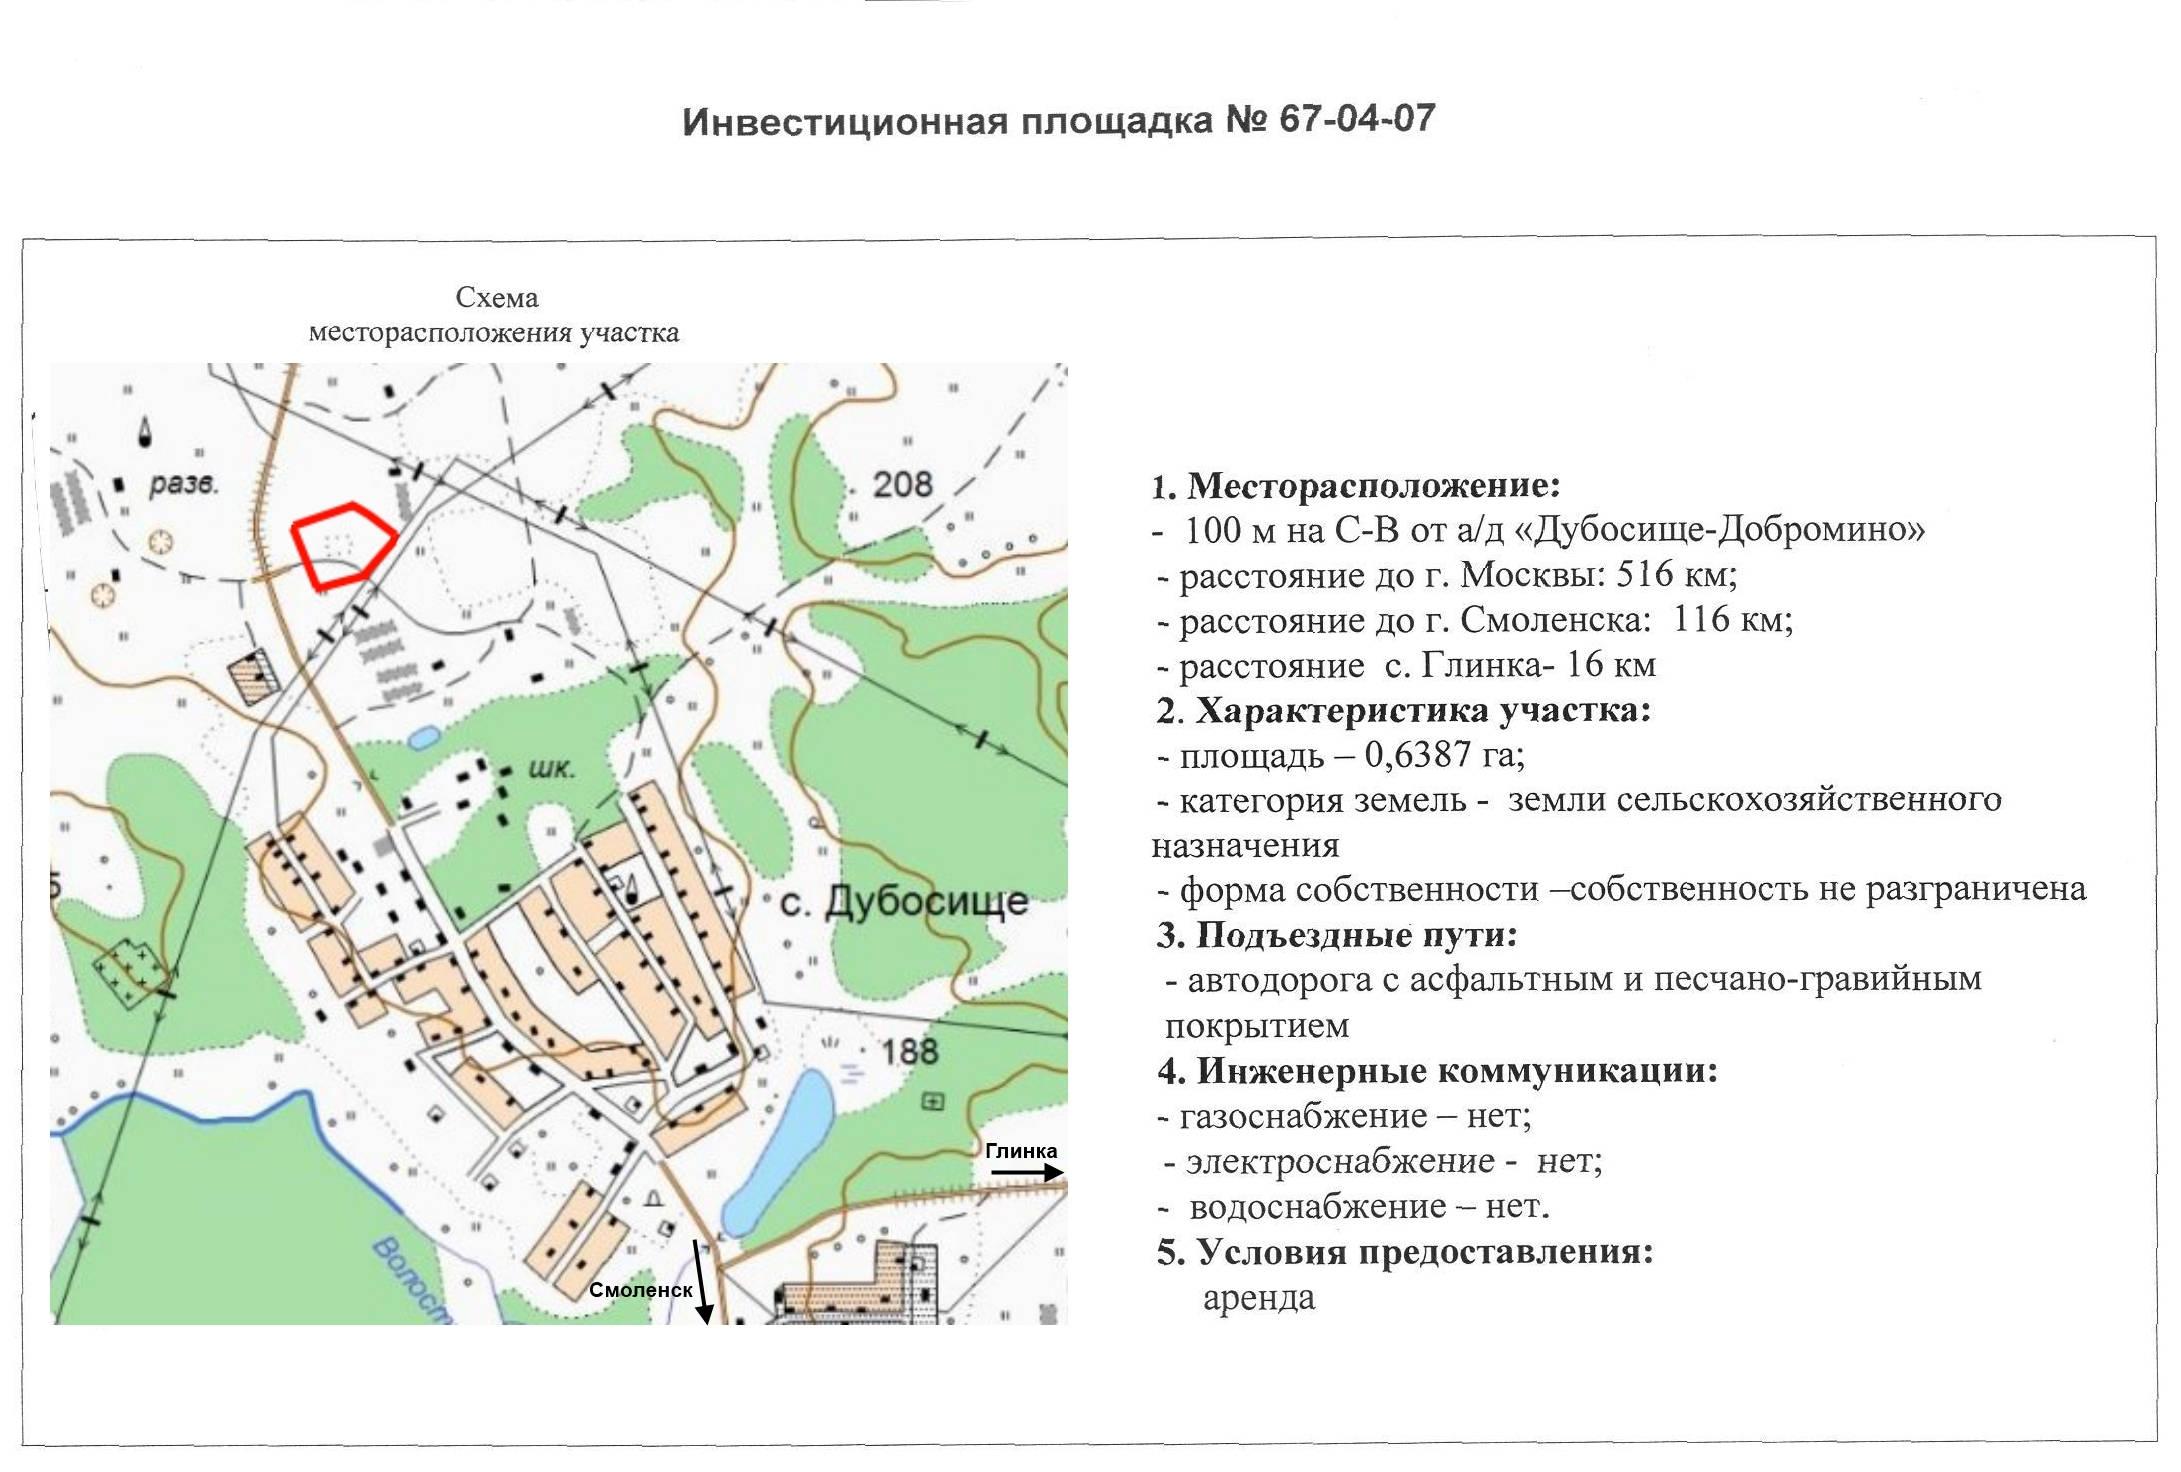 Инвестиционная площадка № 67-04-07
Схема
месторасположения участка
разв.
208
шк.
с. Дубосище
188
Глинка
Смоленск
Волост
1. Месторасположение:
- 100 м на С-В от а/д «Дубосище-Добромино»
- расстояние до г. Москвы: 516 км;
- расстояние до г. Смоленска: 116 км;
- расстояние с. Глинка- 16 км
2. Характеристика участка:
- площадь – 0,6387 га;
- категория земель - земли сельскохозяйственного
назначения
- форма собственности –собственность не разграничена
3. Подъездные пути:
- автодорога с асфальтным и песчано-гравийным
покрытием
4. Инженерные коммуникации:
- газоснабжение – нет;
- электроснабжение - нет;
- водоснабжение – нет.
5. Условия предоставления:
аренда